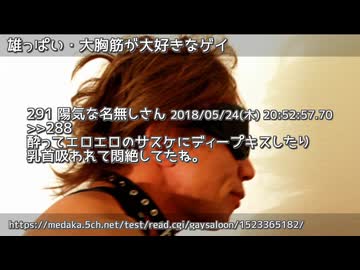 雄っぱい・大胸筋が大好きなゲイ
291 陽気な名無しさん 2018/05/24(木) 20:52:57.70
>>288
酔ってエロエロのサスケにディープキスしたり
乳首吸われて悶絶してたね。
https://medaka.5ch.net/test/read.cgi/gaysaloon/1523365182/